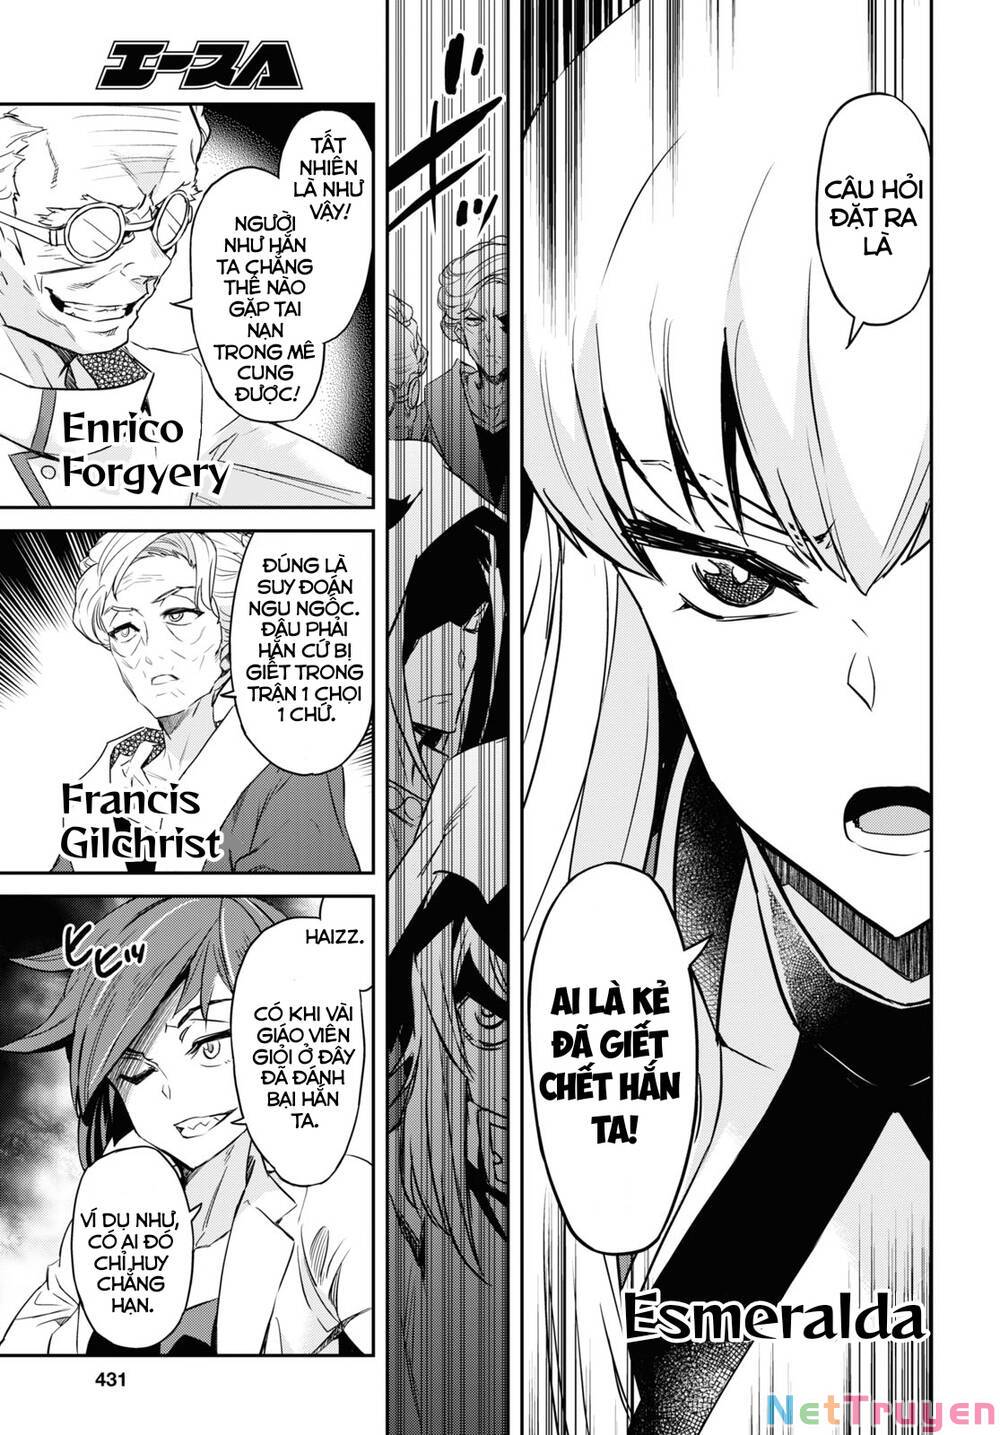 エースA
CÂU HỎI
ĐẶT RA
LÀ
AI LÀ KẺ
ĐÃ GIẾT
CHẾT HẮN
TA!
Esmeralda
TẤT
NHIÊN
LÀ NHƯ
VẬY!
NGƯỜI
NHƯ HẮN
TA CHẲNG
THỂ NÀO
GẶP TAI
NẠN
TRONG MÊ
CUNG
ĐƯỢC!
Enrico
Forgyery
ĐÚNG LÀ
SUY ĐOÁN
NGU NGỐC.
ĐÂU PHẢI
HẮN CỨ BỊ
GIẾT TRONG
TRẬN 1 CHỌI
1 CHỨ.
Francis
Gilchrist
HAIZZ.
CÓ KHI VÀI
GIÁO VIÊN
GIỎI Ở ĐÂY
ĐÃ ĐÁNH
BẠI HẮN
TA.
ヒヒッ
VÍ DỤ NHƯ,
CÓ AI ĐÓ
CHỈ HUY
CHẲNG
HẠN.
431
NetTruyen